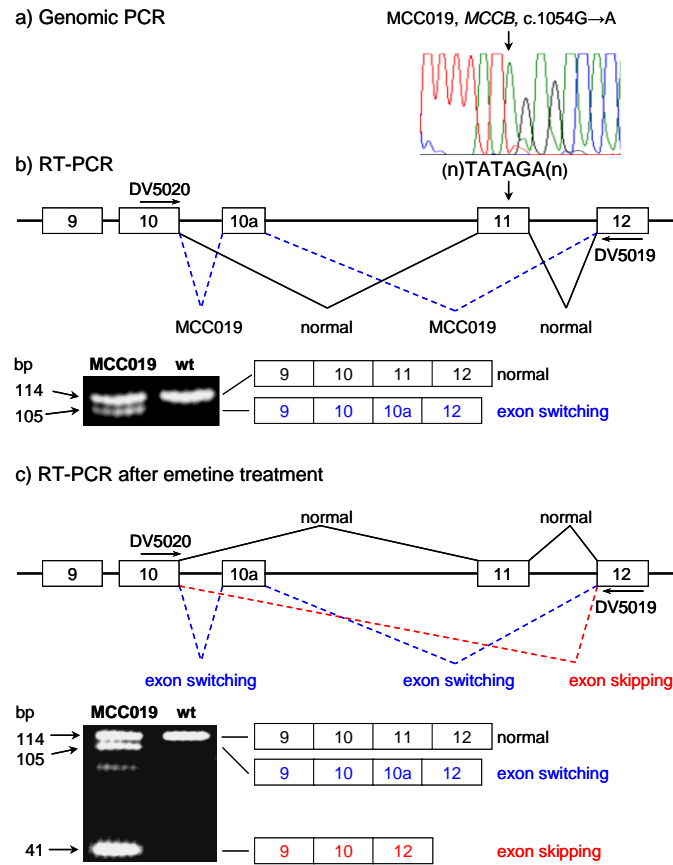 a) Genomic PCR
MCC019, MCCB, c.1054G→A
(n)TATAGA(n)
b) RT-PCR
DV5020
9 10 10a 11 12
DV5019
MCC019 normal MCC019 normal
bp MCC019 wt
114
105
9 10 11 12 normal
9 10 10a 12 exon switching
c) RT-PCR after emetine treatment
normal normal
DV5020
9 10 10a 11 12
DV5019
exon switching exon switching exon skipping
bp MCC019 wt
114
105
41
9 10 11 12 normal
9 10 10a 12 exon switching
9 10 12 exon skipping